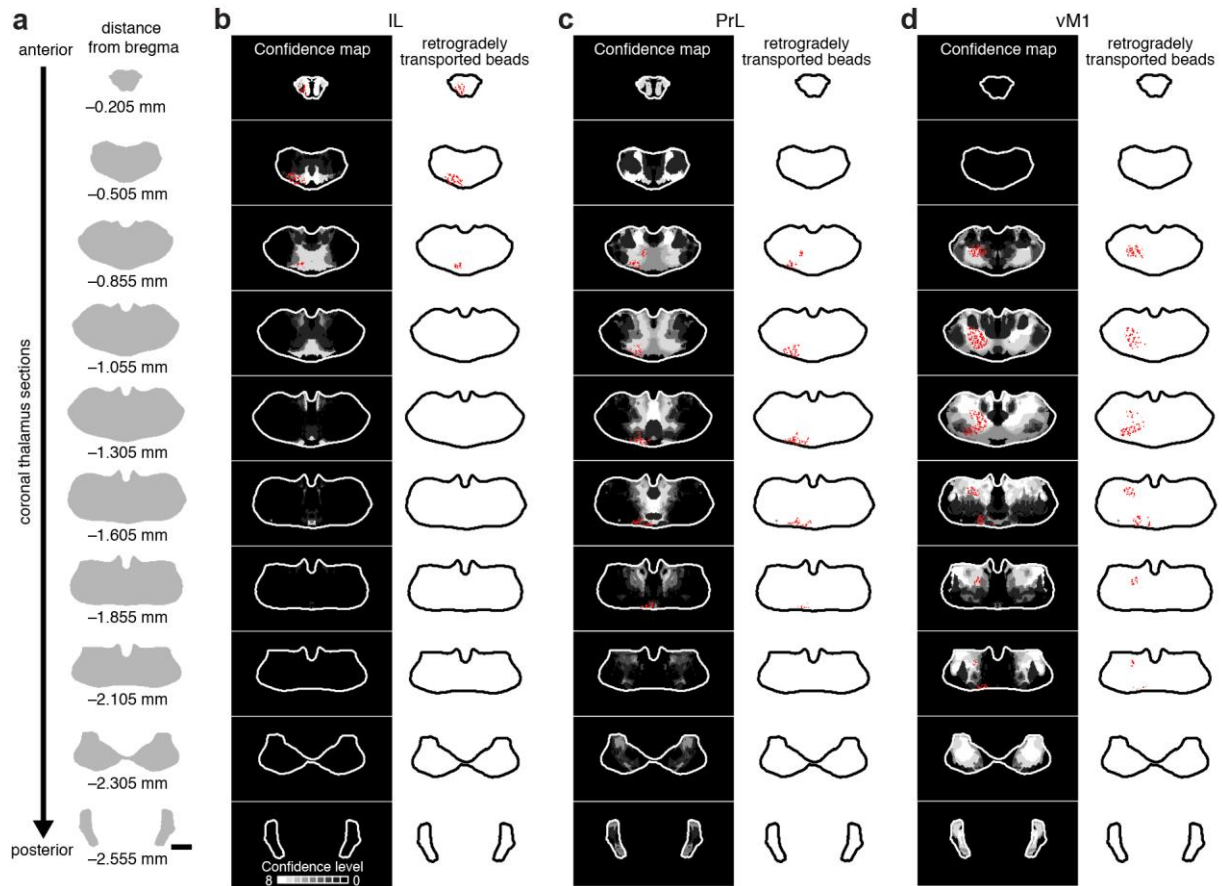 a
distance
from bregma
anterior
coronal thalamus sections
posterior
−0.205 mm
−0.505 mm
−0.855 mm
−1.055 mm
−1.305 mm
−1.605 mm
−1.855 mm
−2.105 mm
−2.305 mm
−2.555 mm
b
IL
Confidence map
retrogradely
transported beads
Confidence level
8 0
c
PrL
Confidence map
retrogradely
transported beads
d
vM1
Confidence map
retrogradely
transported beads